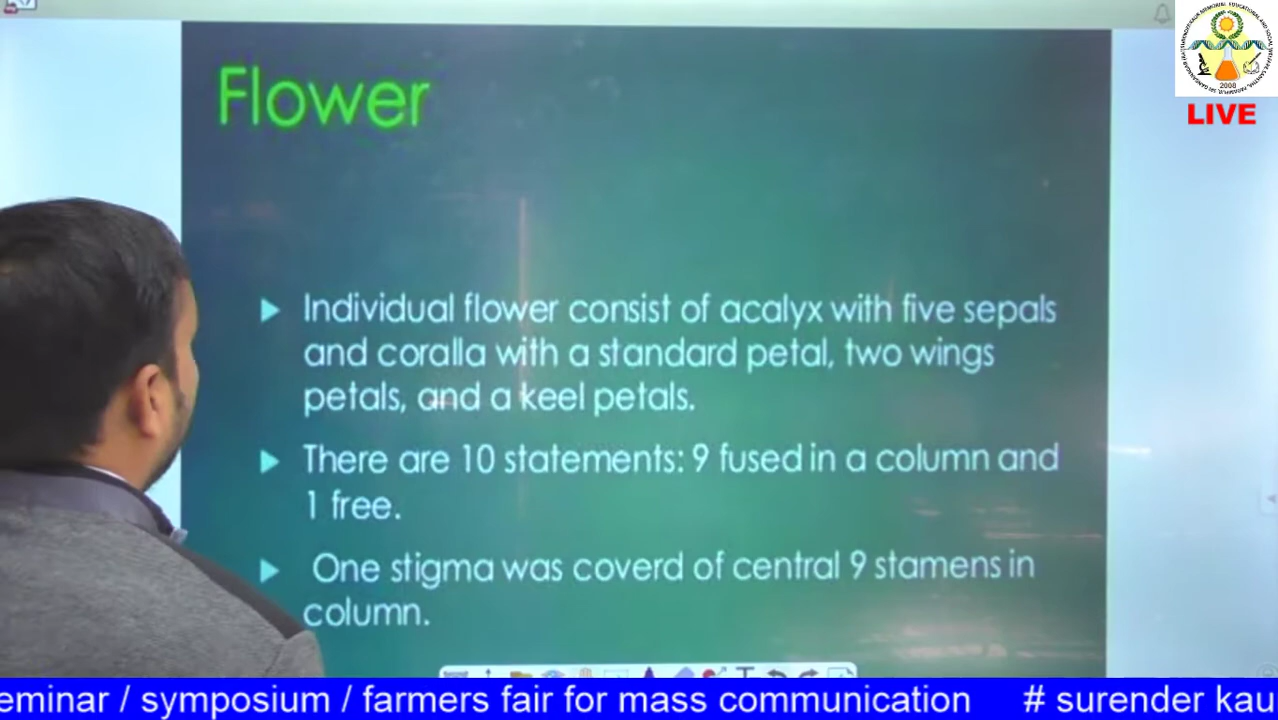 Flower
LIVE
2008
Individual flower consist of acalyx with five sepals
and coralla with a standard petal, two wings
petals, and a keel petals.
There are 10 statements: 9 fused in a column and
1 free.
One stigma was coverd of central 9 stamens in
column.
eminar / symposium / farmers fair for mass communication # surender kau